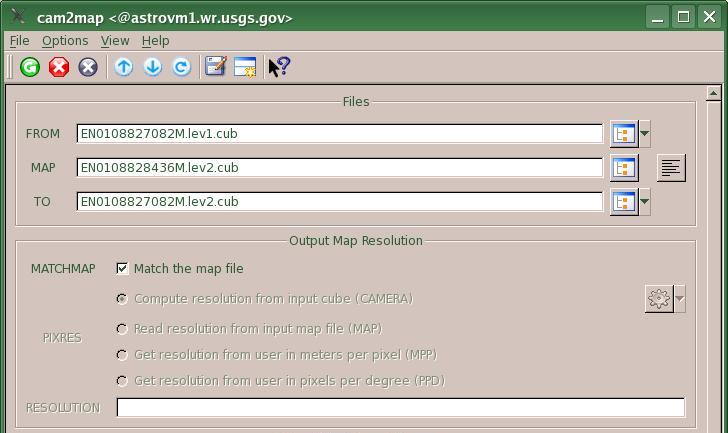 cam2map <@astrovm1.wr.usgs.gov>
File Options View Help
Files
FROM EN0108827082M.lev1.cub
MAP EN0108828436M.lev2.cub
TO EN0108827082M.lev2.cub
Output Map Resolution
MATCHMAP Match the map file
Compute resolution from input cube (CAMERA)
Read resolution from input map file (MAP)
PIXRES
Get resolution from user in meters per pixel (MPP)
Get resolution from user in pixels per degree (PPD)
RESOLUTION